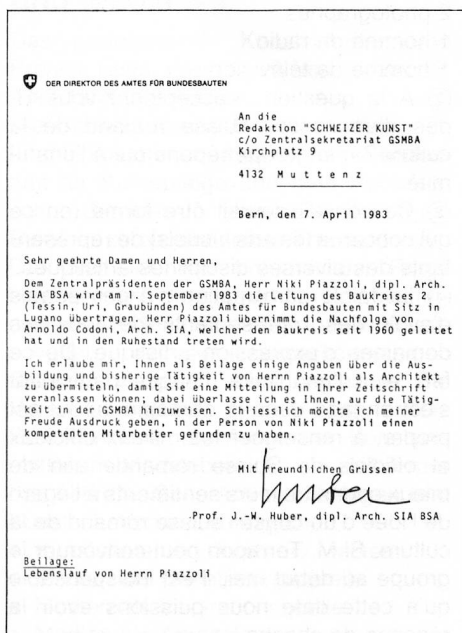 DER DIREKTOR DES AMTES FÜR BUNDESBAUTEN
An die
Redaktion "SCHWEIZER KUNST"
c/o Zentralsekretariat GSMBA
Kirchplatz 9
4132 Muttenz
Bern, den 7. April 1983
Sehr geehrte Damen und Herren,
Dem Zentralpräsidenten der GSMBA, Herr Niki Piazzoli, dipl. Arch.
SIA BSA wird am 1. September 1983 die Leitung des Baukreises 2
(Tessin, Uri, Graubünden) des Amtes für Bundesbauten mit Sitz in
Lugano übertragen. Herr Piazzoli übernimmt die Nachfolge von
Arnoldo Codoni, Arch. SIA, welcher den Baukreis seit 1960 geleitet
hat und in den Ruhestand treten wird.
Ich erlaube mir, Ihnen als Beilage einige Angaben über die Aus-
bildung und bisherige Tätigkeit von Herrn Piazzoli als Architekt
zu übermitteln, damit Sie eine Mitteilung in Ihrer Zeitschrift
veranlassen können; dabei überlasse ich es Ihnen, auf die Tätig-
keit in der GSMBA hinzuweisen. Schliesslich möchte ich meiner
Freude Ausdruck geben, in der Person von Niki Piazzoli einen
kompetenten Mitarbeiter gefunden zu haben.
Mit freundlichen Grüssen
Huber
Prof. J.-W. Huber, dipl. Arch. SIA BSA
Beilage:
Lebenslauf von Herrn Piazzoli